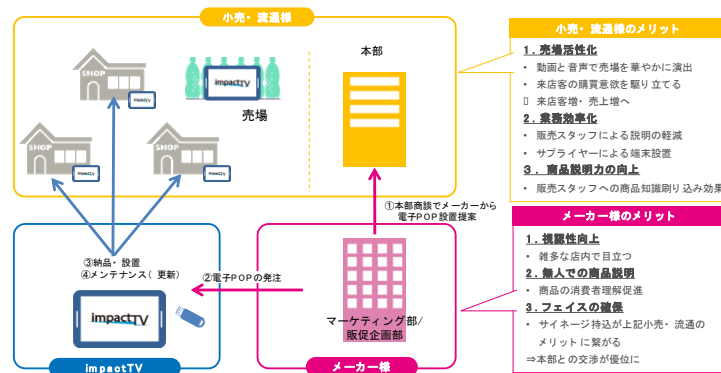 小売・流通様
本部
SHOP
impactTV
impactTV
売場
SHOP
impactTV
SHOP
impactTV
①本部商談でメーカーから
電子POP設置提案
③納品・設置
④メンテナンス(更新)
②電子POPの発注
impactTV
マーケティング部/
販促企画部
impactTV
メーカー様
小売・流通様のメリット
1.売場活性化
• 動画と音声で売場を華やかに演出
• 来店客の購買意欲を駆り立てる
▯ 来店客増・売上増へ
2.業務効率化
• 販売スタッフによる説明の軽減
• サプライヤーによる端末設置
3.商品説明力の向上
• 販売スタッフへの商品知識刷り込み効果
メーカー様のメリット
1.視認性向上
• 雑多な店内で目立つ
2.無人での商品説明
• 商品の消費者理解促進
3.フェイスの確保
• サイネージ持込が上記小売・流通の
メリットに繋がる
⇒本部との交渉が優位に